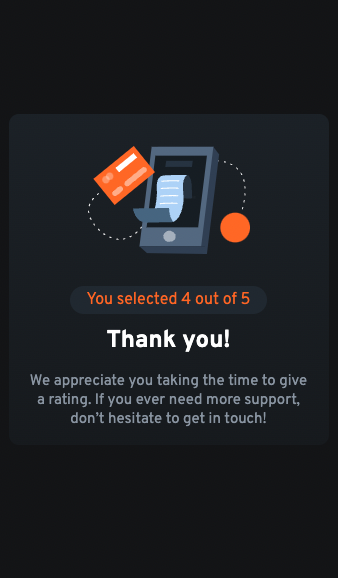 You selected 4 out of 5
Thank you!
We appreciate you taking the time to give
a rating. If you ever need more support,
don't hesitate to get in touch!